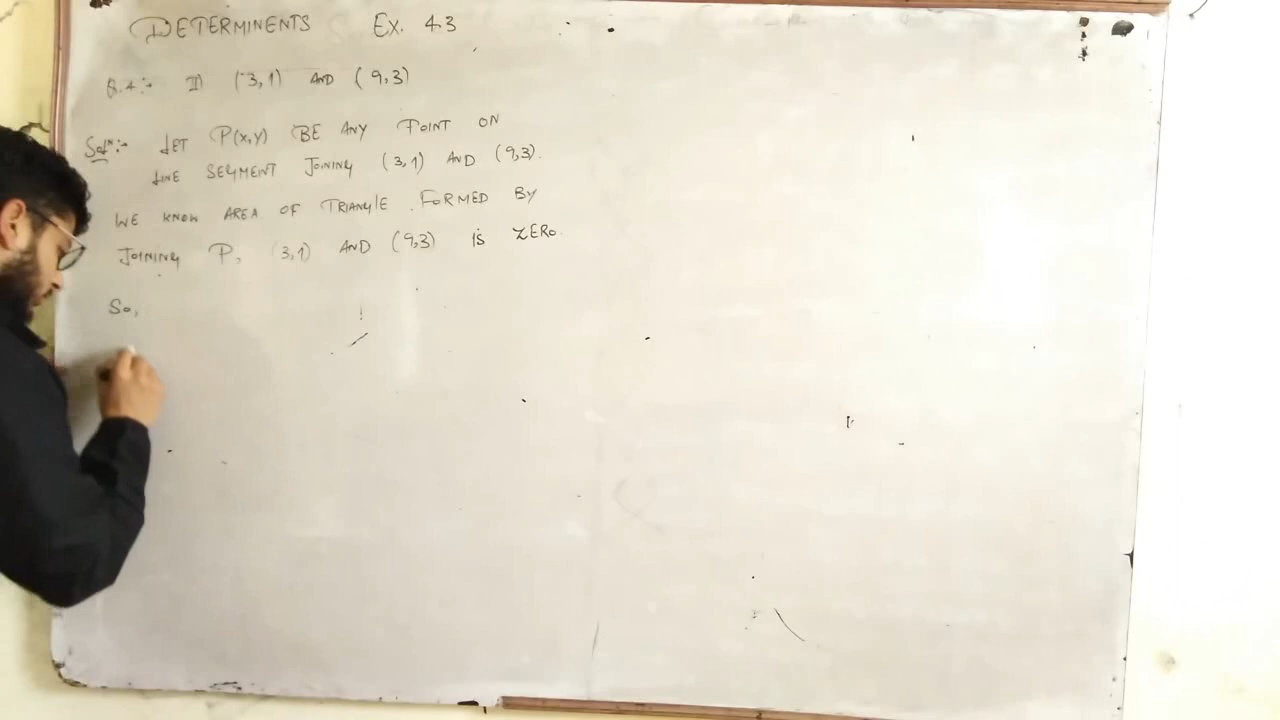 DETERMINENTS Ex. 4.3
Q.4:- II) (3,1) AND (9,3)
Solⁿ:- LET P(x,y) BE ANY POINT ON
LINE SEGMENT JOINING (3,1) AND (9,3).
WE KNOW AREA OF TRIANGLE FORMED BY
JOINING P, (3,1) AND (9,3) IS ZERO.
So,